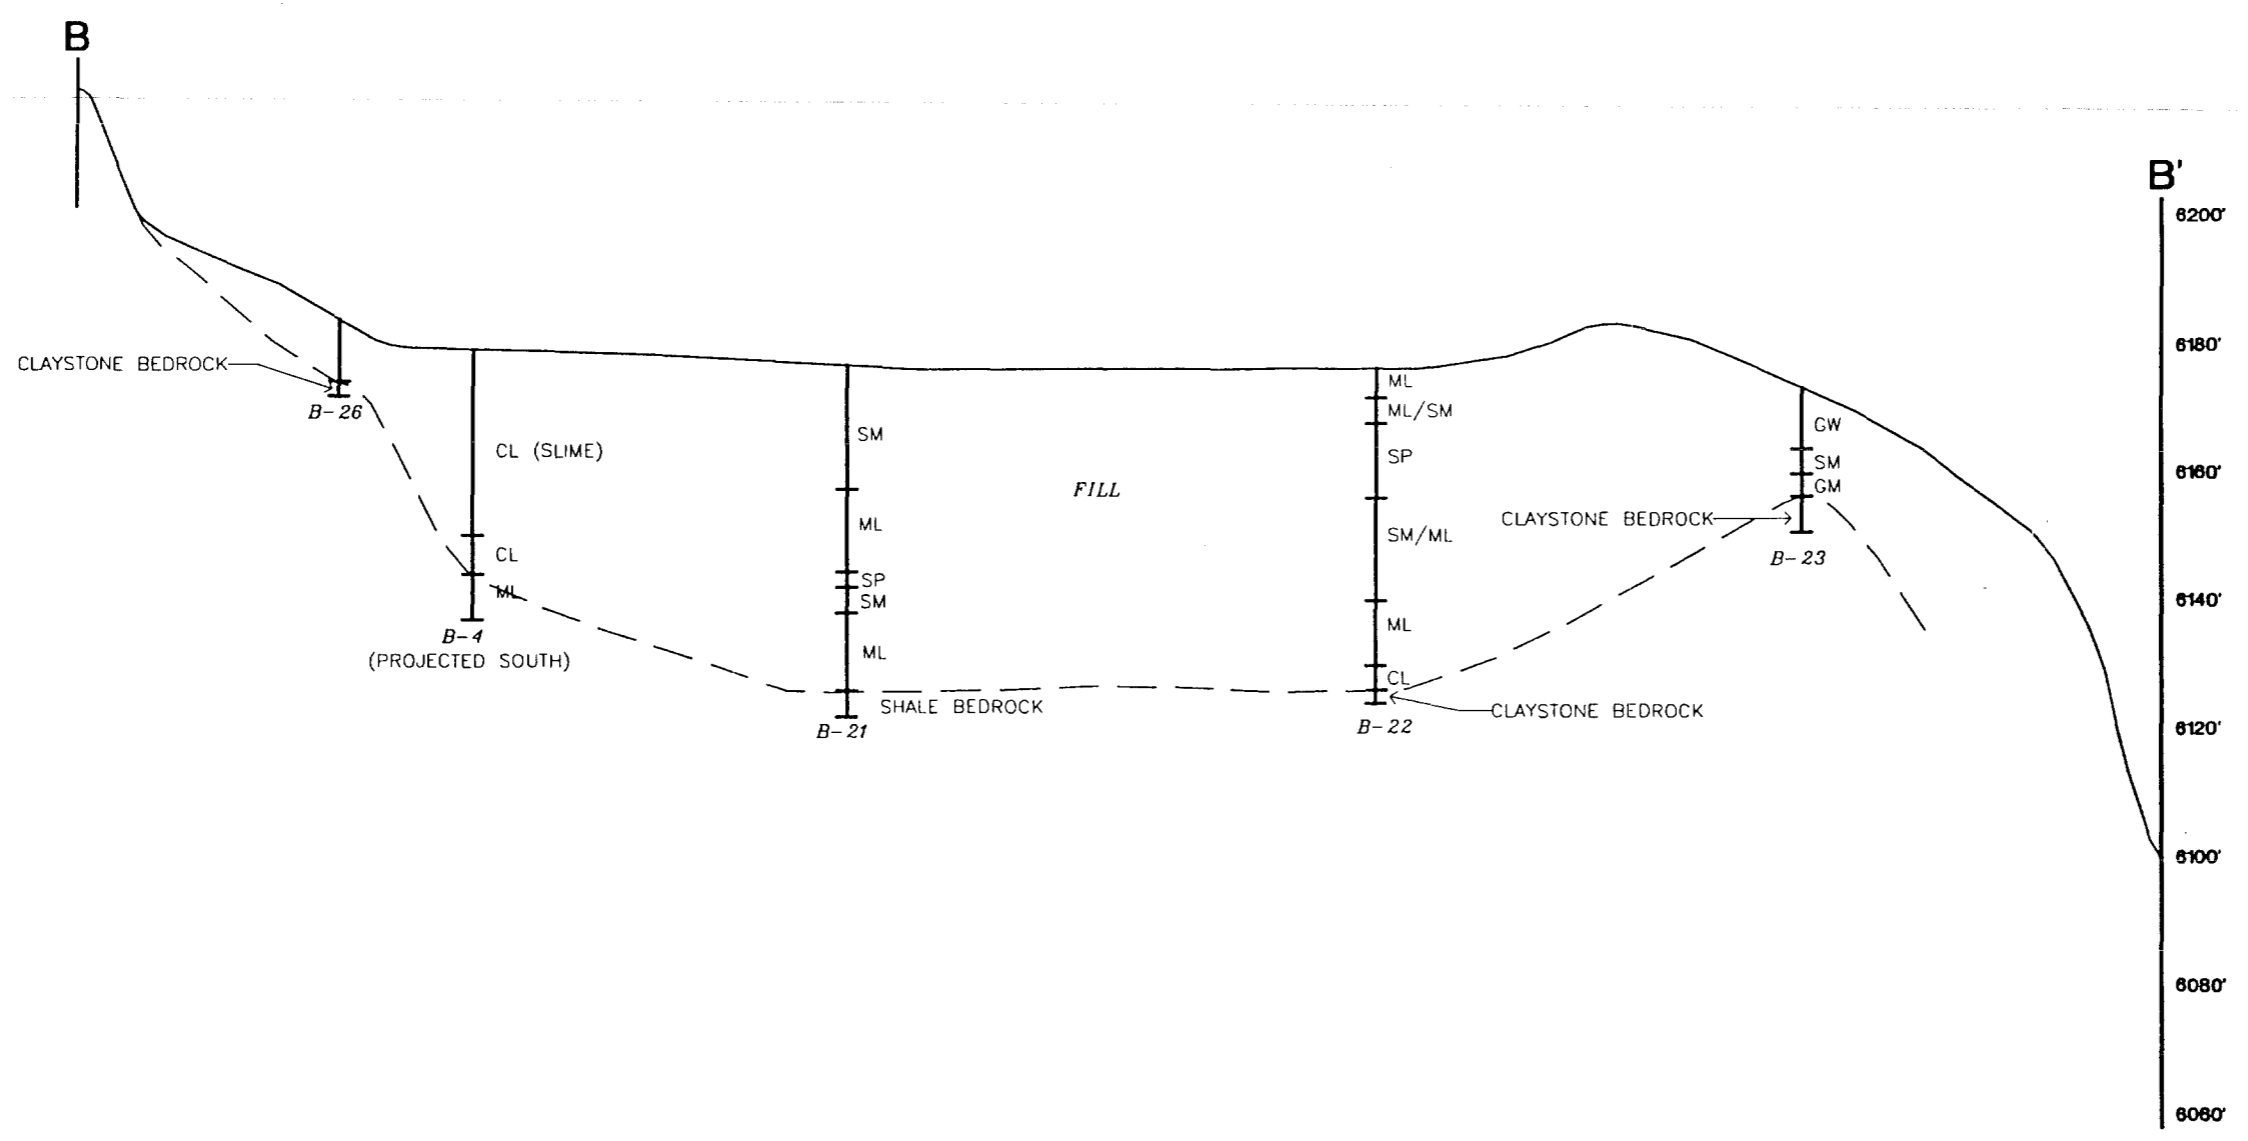 B
B'
6200'
6180'
6160'
6140'
6120'
6100'
6080'
6060'
CLAYSTONE BEDROCK
B-26
CL (SLIME)
CL
ML
B-4
(PROJECTED SOUTH)
SM
ML
SP
SM
ML
SHALE BEDROCK
B-21
FILL
ML
ML/SM
SP
SM/ML
ML
CL
CLAYSTONE BEDROCK
B-22
GW
SM
GM
CLAYSTONE BEDROCK
B-23